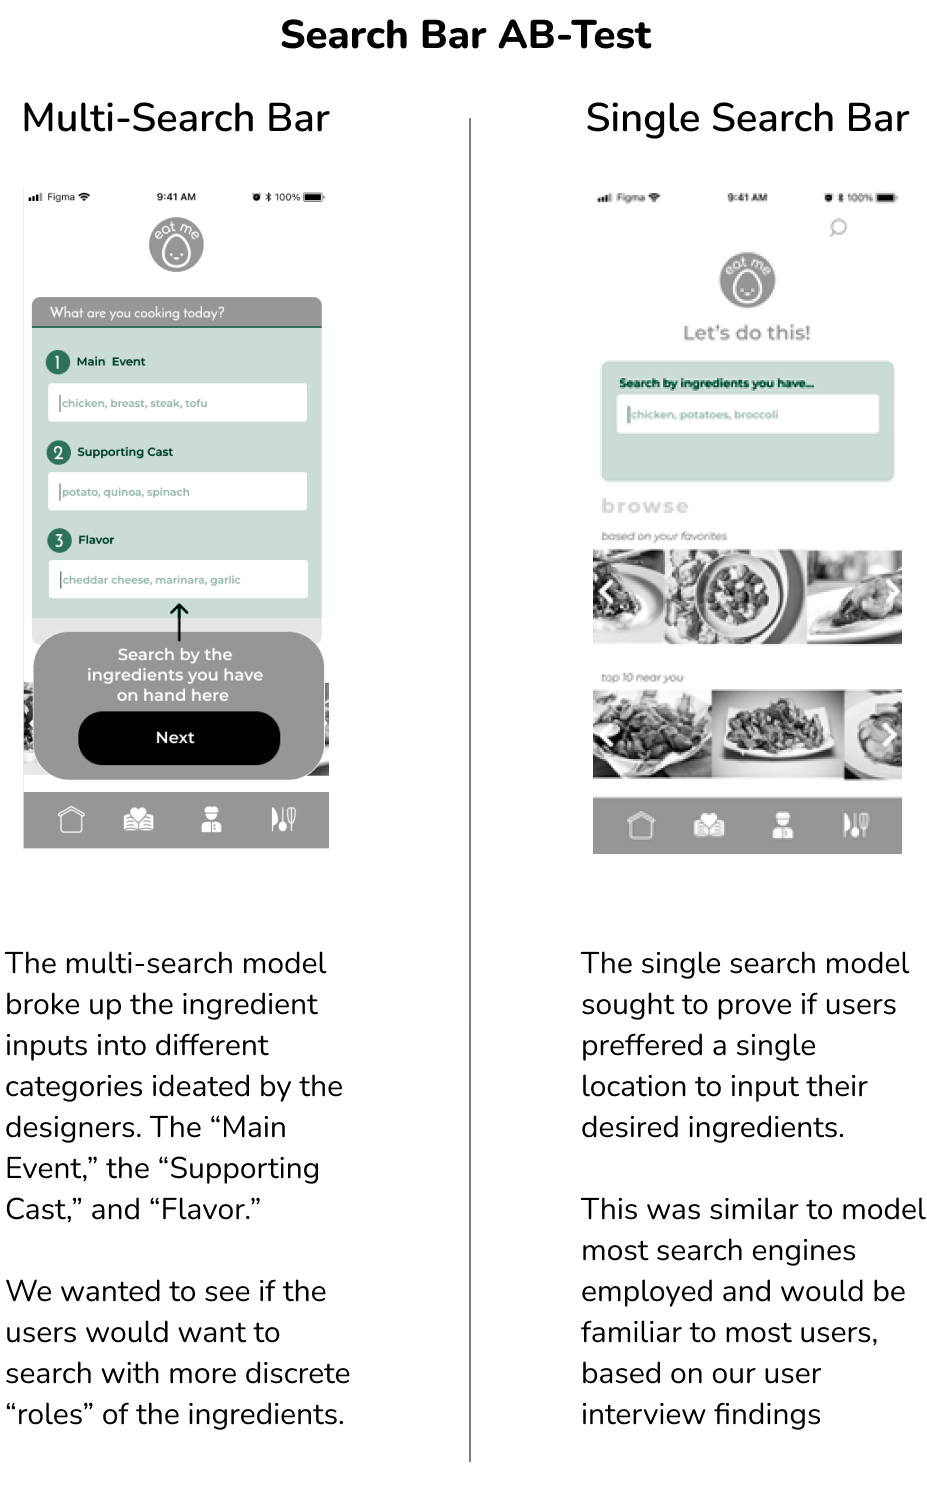 Search Bar AB-Test
Multi-Search Bar
Figma
9:41 AM
100%
eat me
What are you cooking today?
1 Main Event
chicken, breast, steak, tofu
2 Supporting Cast
potato, quinoa, spinach
3 Flavor
cheddar cheese, marinara, garlic
Search by the
ingredients you have
on hand here
Next
The multi-search model
broke up the ingredient
inputs into different
categories ideated by the
designers. The “Main
Event,” the “Supporting
Cast,” and “Flavor.”
We wanted to see if the
users would want to
search with more discrete
“roles” of the ingredients.
Single Search Bar
Figma
9:41 AM
100%
eat me
Let's do this!
Search by ingredients you have...
chicken, potatoes, broccoli
browse
based on your favorites
top 10 near you
The single search model
sought to prove if users
preffered a single
location to input their
desired ingredients.
This was similar to model
most search engines
employed and would be
familiar to most users,
based on our user
interview findings